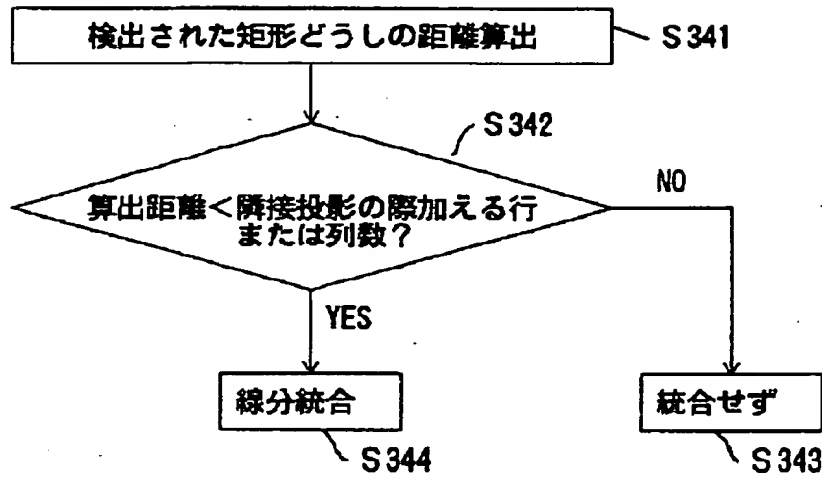 検出された矩形どうしの距離算出
S341
S342
算出距離<隣接投影の際加える行
または列数?
NO
YES
線分統合
統合せず
S344
S343